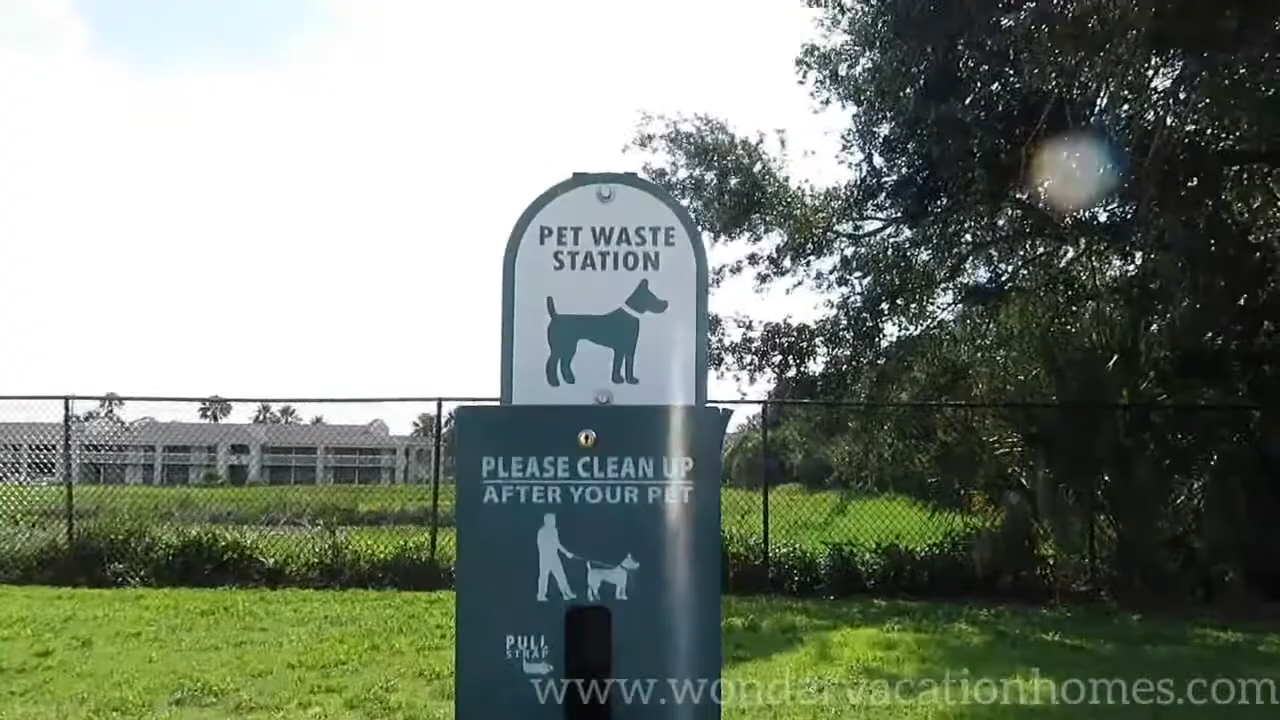 PET WASTE
STATION
PLEASE CLEAN UP
AFTER YOUR PET
PULL
STRAP
www.wondervacationhomes.com